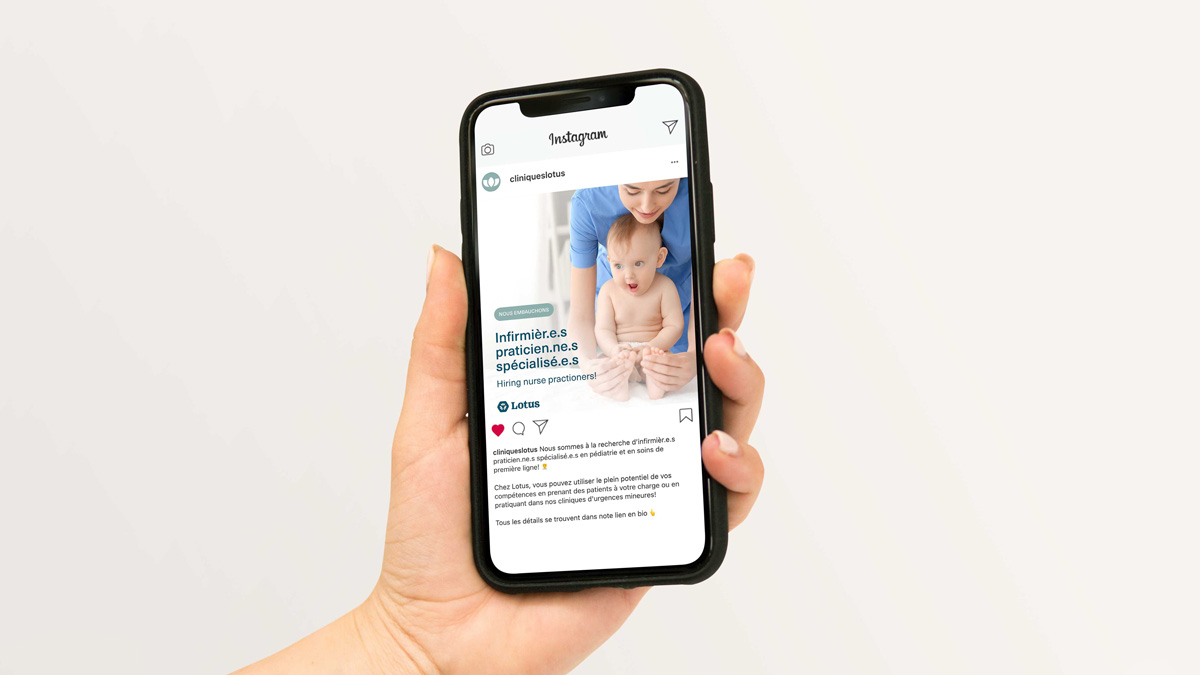 Instagram
cliniqueslotus
NOUS EMBAUCHONS
Infirmièr.e.s
praticien.ne.s
spécialisé.e.s
Hiring nurse practioners!
Lotus
cliniqueslotus Nous sommes à la recherche d'infirmièr.e.s
praticien.ne.s spécialisé.e.s en pédiatrie et en soins de
première ligne!
Chez Lotus, vous pouvez utiliser le plein potentiel de vos
compétences en prenant des patients à votre charge ou en
pratiquant dans nos cliniques d'urgences mineures!
Tous les détails se trouvent dans note lien en bio 👆